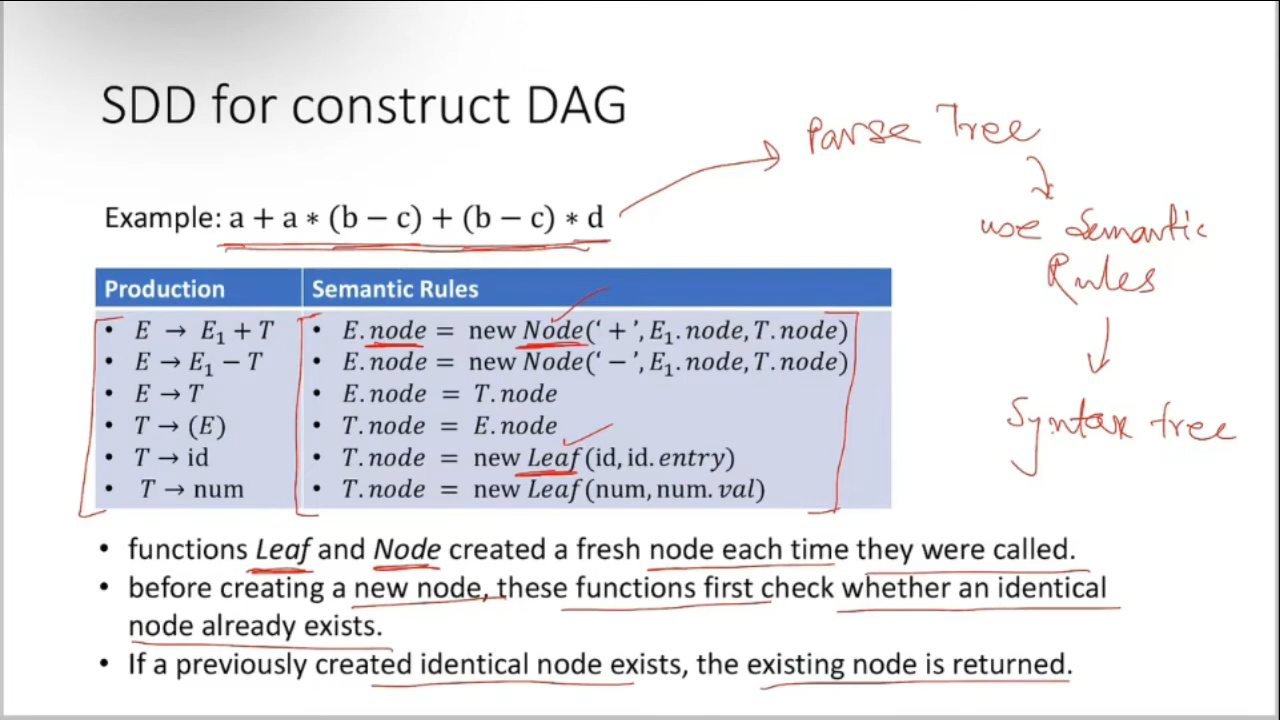 SDD for construct DAG
Parse Tree
use Semantic
Rules
Syntax tree
Example: a + a ∗ (b − c) + (b − c) ∗ d
Production Semantic Rules
• E → E₁ + T • E.node = new Node(‘ + ’, E₁.node, T.node)
• E → E₁ − T • E.node = new Node(‘ − ’, E₁.node, T.node)
• E → T • E.node = T.node
• T → (E) • T.node = E.node
• T → id • T.node = new Leaf(id, id.entry)
• T → num • T.node = new Leaf(num, num.val)
• functions Leaf and Node created a fresh node each time they were called.
• before creating a new node, these functions first check whether an identical
node already exists.
• If a previously created identical node exists, the existing node is returned.